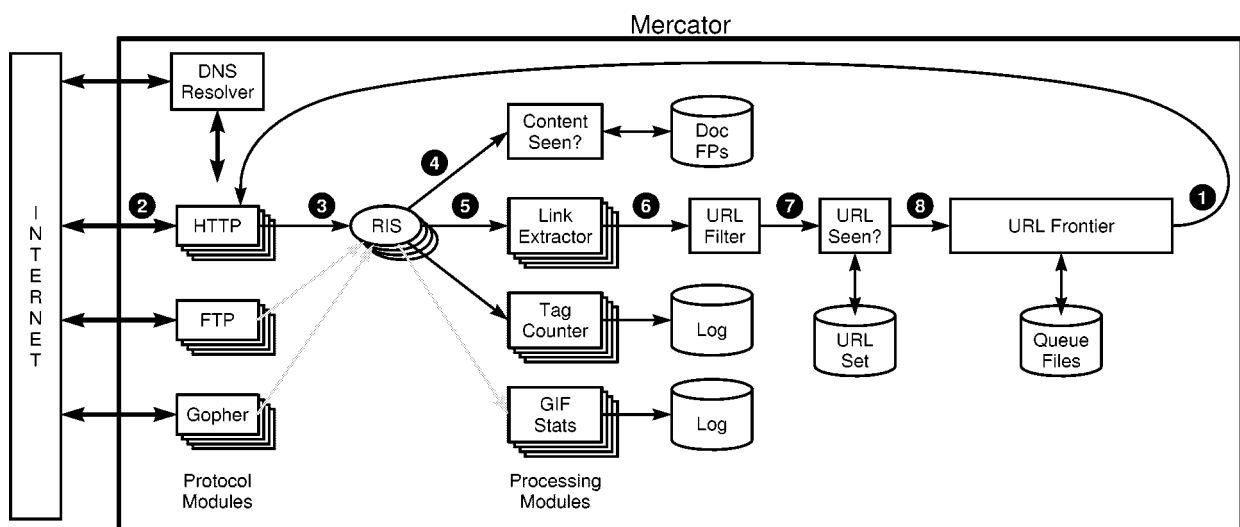 Mercator
INTERNET
DNS
Resolver
Content
Seen?
Doc
FPs
4
1
2
HTTP
3
RIS
5
Link
Extractor
6
URL
Filter
7
URL
Seen?
8
URL Frontier
FTP
Tag
Counter
Log
URL
Set
Queue
Files
Gopher
GIF
Stats
Log
Protocol
Modules
Processing
Modules